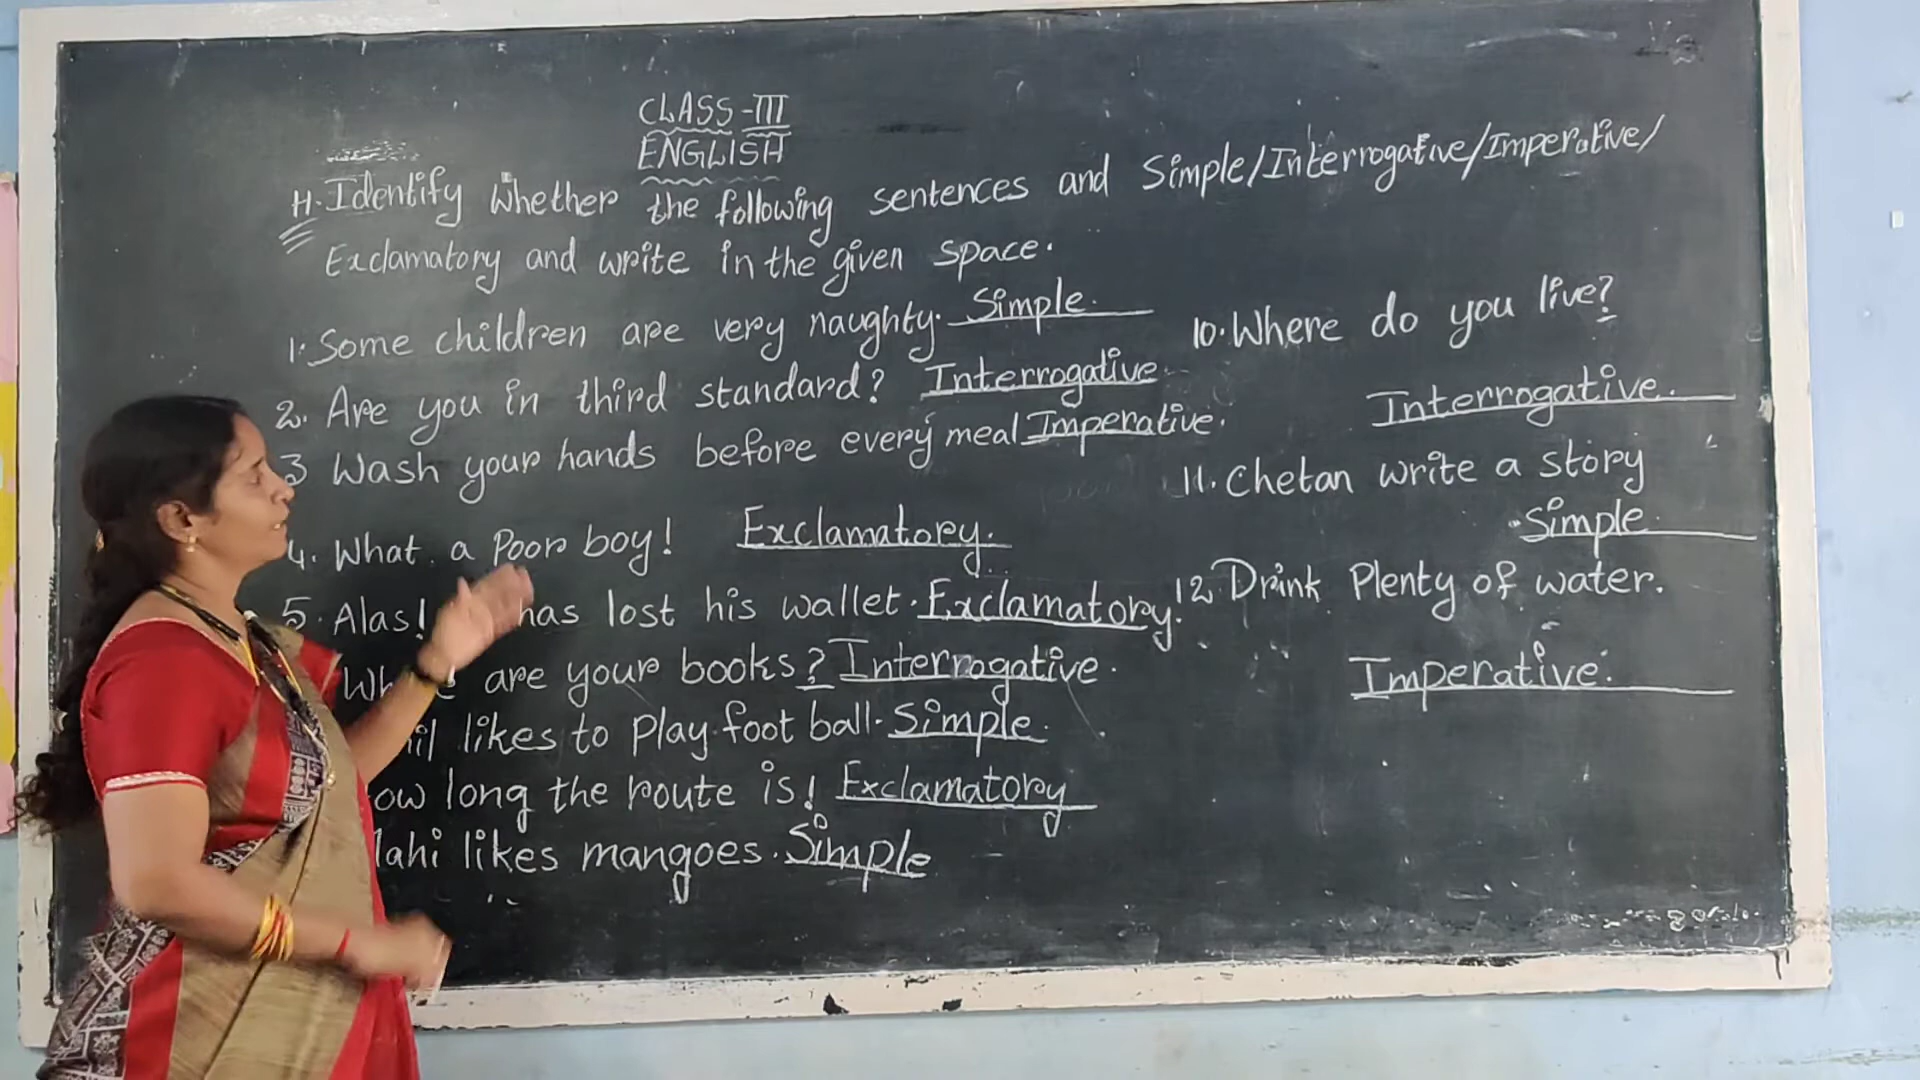 CLASS-III
ENGLISH
H. Identify whether the following sentences and Simple/Interrogative/Imperative/
Exclamatory and write in the given space.
1. Some children are very naughty. Simple.
2. Are you in third standard? Interrogative
3 Wash your hands before every meal Imperative.
4. What a Poor boy! Exclamatory.
5. Alas! has lost his wallet. Exclamatory.
are your books? Interrogative.
likes to Play foot ball. Simple.
long the route is! Exclamatory
likes mangoes. Simple
10. Where do you live?
Interrogative.
11. Chetan write a story
Simple.
12 Drink Plenty of water.
Imperative.